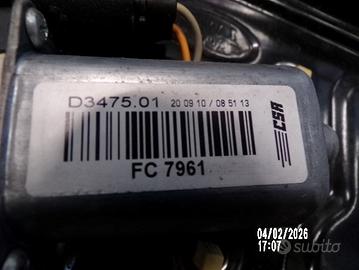 D3475.01 20 09 10 / 08 51 13
CSA
FC 7961
04/02/2026
17:07
subito